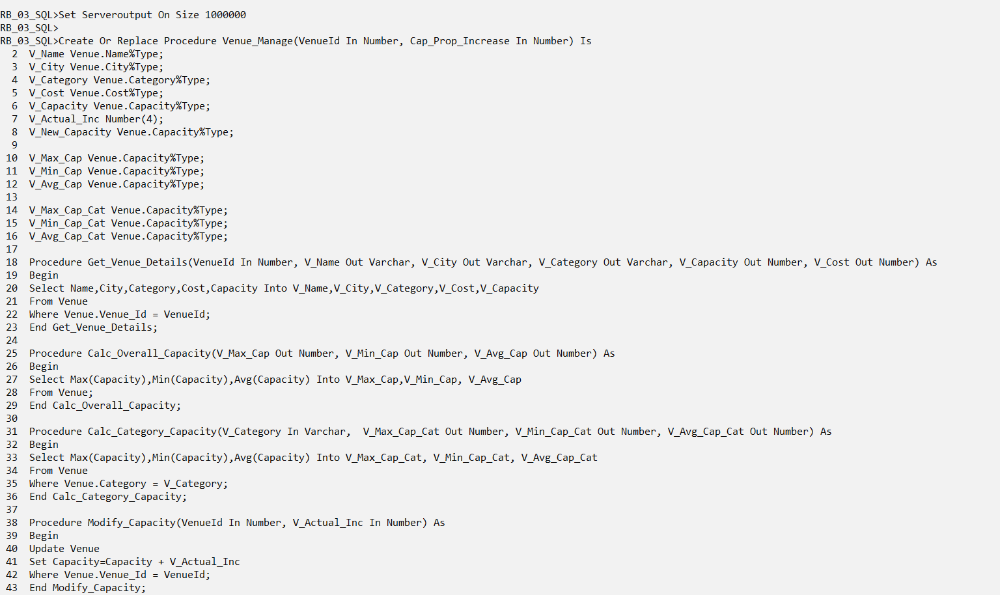 RB_03_SQL>Set Serveroutput On Size 1000000
RB_03_SQL>
RB_03_SQL>Create Or Replace Procedure Venue_Manage(VenueId In Number, Cap_Prop_Increase In Number) Is
  2  V_Name Venue.Name%Type;
  3  V_City Venue.City%Type;
  4  V_Category Venue.Category%Type;
  5  V_Cost Venue.Cost%Type;
  6  V_Capacity Venue.Capacity%Type;
  7  V_Actual_Inc Number(4);
  8  V_New_Capacity Venue.Capacity%Type;
  9
 10  V_Max_Cap Venue.Capacity%Type;
 11  V_Min_Cap Venue.Capacity%Type;
 12  V_Avg_Cap Venue.Capacity%Type;
 13
 14  V_Max_Cap_Cat Venue.Capacity%Type;
 15  V_Min_Cap_Cat Venue.Capacity%Type;
 16  V_Avg_Cap_Cat Venue.Capacity%Type;
 17
 18  Procedure Get_Venue_Details(VenueId In Number, V_Name Out Varchar, V_City Out Varchar, V_Category Out Varchar, V_Capacity Out Number, V_Cost Out Number) As
 19  Begin
 20  Select Name,City,Category,Cost,Capacity Into V_Name,V_City,V_Category,V_Cost,V_Capacity
 21  From Venue
 22  Where Venue.Venue_Id = VenueId;
 23  End Get_Venue_Details;
 24
 25  Procedure Calc_Overall_Capacity(V_Max_Cap Out Number, V_Min_Cap Out Number, V_Avg_Cap Out Number) As
 26  Begin
 27  Select Max(Capacity),Min(Capacity),Avg(Capacity) Into V_Max_Cap,V_Min_Cap, V_Avg_Cap
 28  From Venue;
 29  End Calc_Overall_Capacity;
 30
 31  Procedure Calc_Category_Capacity(V_Category In Varchar,  V_Max_Cap_Cat Out Number, V_Min_Cap_Cat Out Number, V_Avg_Cap_Cat Out Number) As
 32  Begin
 33  Select Max(Capacity),Min(Capacity),Avg(Capacity) Into V_Max_Cap_Cat, V_Min_Cap_Cat, V_Avg_Cap_Cat
 34  From Venue
 35  Where Venue.Category = V_Category;
 36  End Calc_Category_Capacity;
 37
 38  Procedure Modify_Capacity(VenueId In Number, V_Actual_Inc In Number) As
 39  Begin
 40  Update Venue
 41  Set Capacity=Capacity + V_Actual_Inc
 42  Where Venue.Venue_Id = VenueId;
 43  End Modify_Capacity;